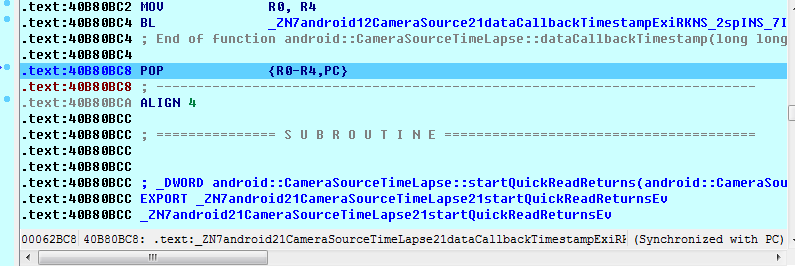 .text:40B80BC2 MOV R0, R4
.text:40B80BC4 BL _ZN7android12CameraSource21dataCallbackTimestampExiRKNS_2spINS_7I
.text:40B80BC4 ; End of function android::CameraSourceTimeLapse::dataCallbackTimestamp(long long
.text:40B80BC4
.text:40B80BC8 POP {R0-R4,PC}
.text:40B80BC8 ; ---------------------------------------------------------------------------
.text:40B80BCA ALIGN 4
.text:40B80BCC
.text:40B80BCC ; =============== S U B R O U T I N E =======================================
.text:40B80BCC
.text:40B80BCC
.text:40B80BCC ; _DWORD android::CameraSourceTimeLapse::startQuickReadReturns(android::CameraSou
.text:40B80BCC EXPORT _ZN7android21CameraSourceTimeLapse21startQuickReadReturnsEv
.text:40B80BCC _ZN7android21CameraSourceTimeLapse21startQuickReadReturnsEv
00062BC8 40B80BC8: .text:_ZN7android21CameraSourceTimeLapse21dataCallbackTimestampExiRK (Synchronized with PC)